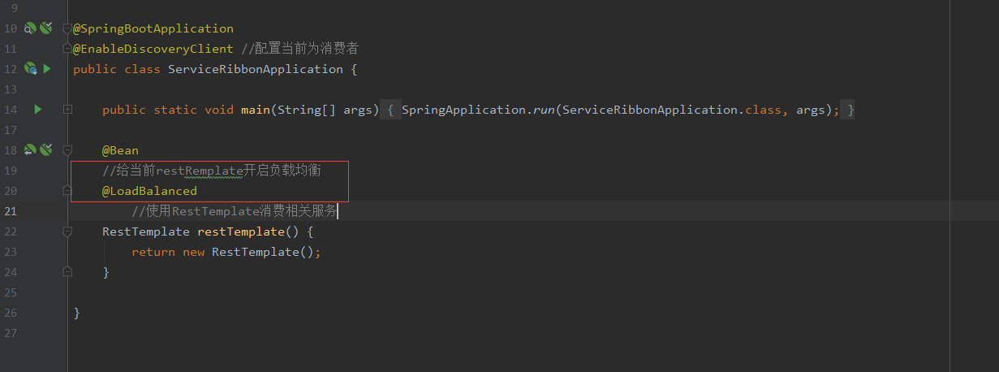 9
10 @SpringBootApplication
11 @EnableDiscoveryClient //配置当前为消费者
12 public class ServiceRibbonApplication {
13
14 public static void main(String[] args) { SpringApplication.run(ServiceRibbonApplication.class, args); }
17
18 @Bean
19 //给当前restRemplate开启负载均衡
20 @LoadBalanced
21 //使用RestTemplate消费相关服务
22 RestTemplate restTemplate() {
23 return new RestTemplate();
24 }
25
26 }
27